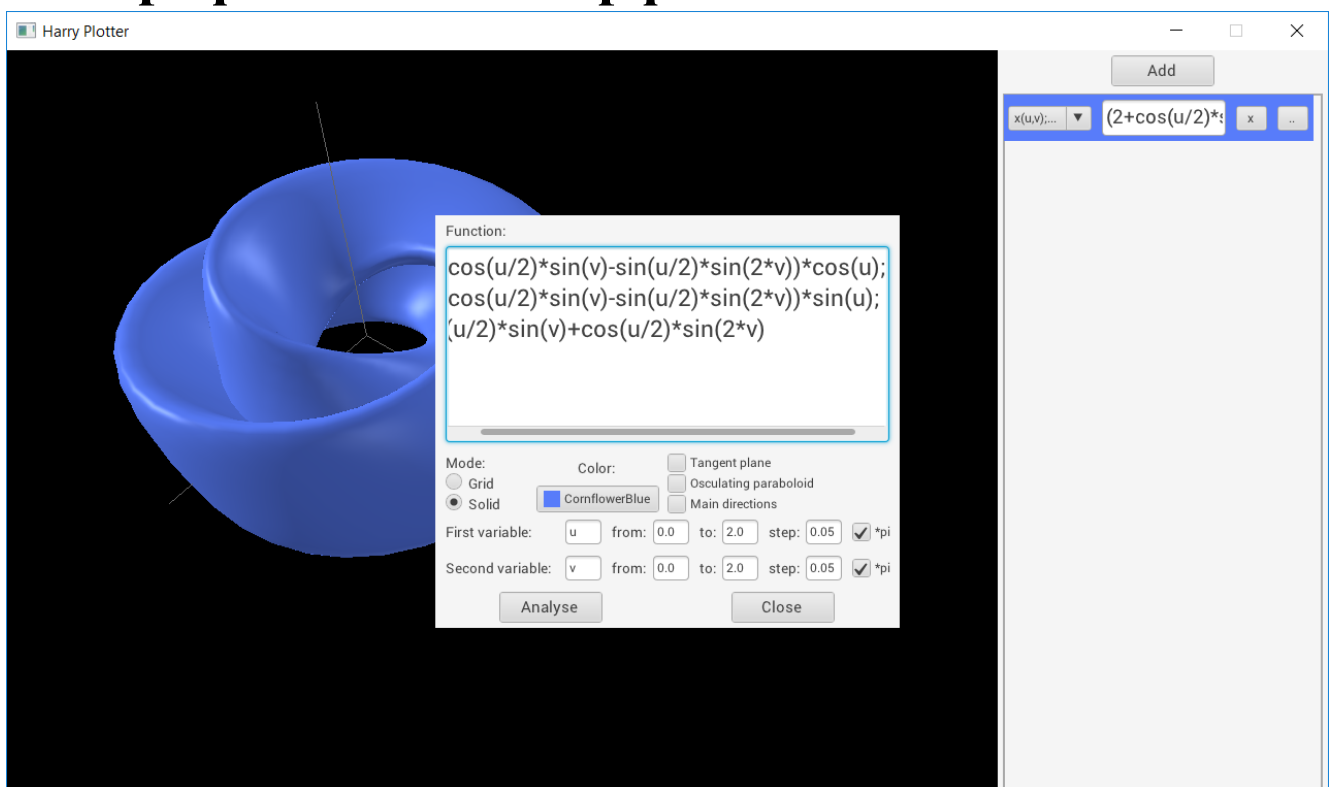 Harry Plotter
Add
x(u,v);... ▼ (2+cos(u/2)* x ..
Function:
cos(u/2)*sin(v)-sin(u/2)*sin(2*v))*cos(u);
cos(u/2)*sin(v)-sin(u/2)*sin(2*v))*sin(u);
(u/2)*sin(v)+cos(u/2)*sin(2*v)
Mode:
Grid
Solid
Color:
CornflowerBlue
Tangent plane
Osculating paraboloid
Main directions
First variable: u from: 0.0 to: 2.0 step: 0.05 *pi
Second variable: v from: 0.0 to: 2.0 step: 0.05 *pi
Analyse Close